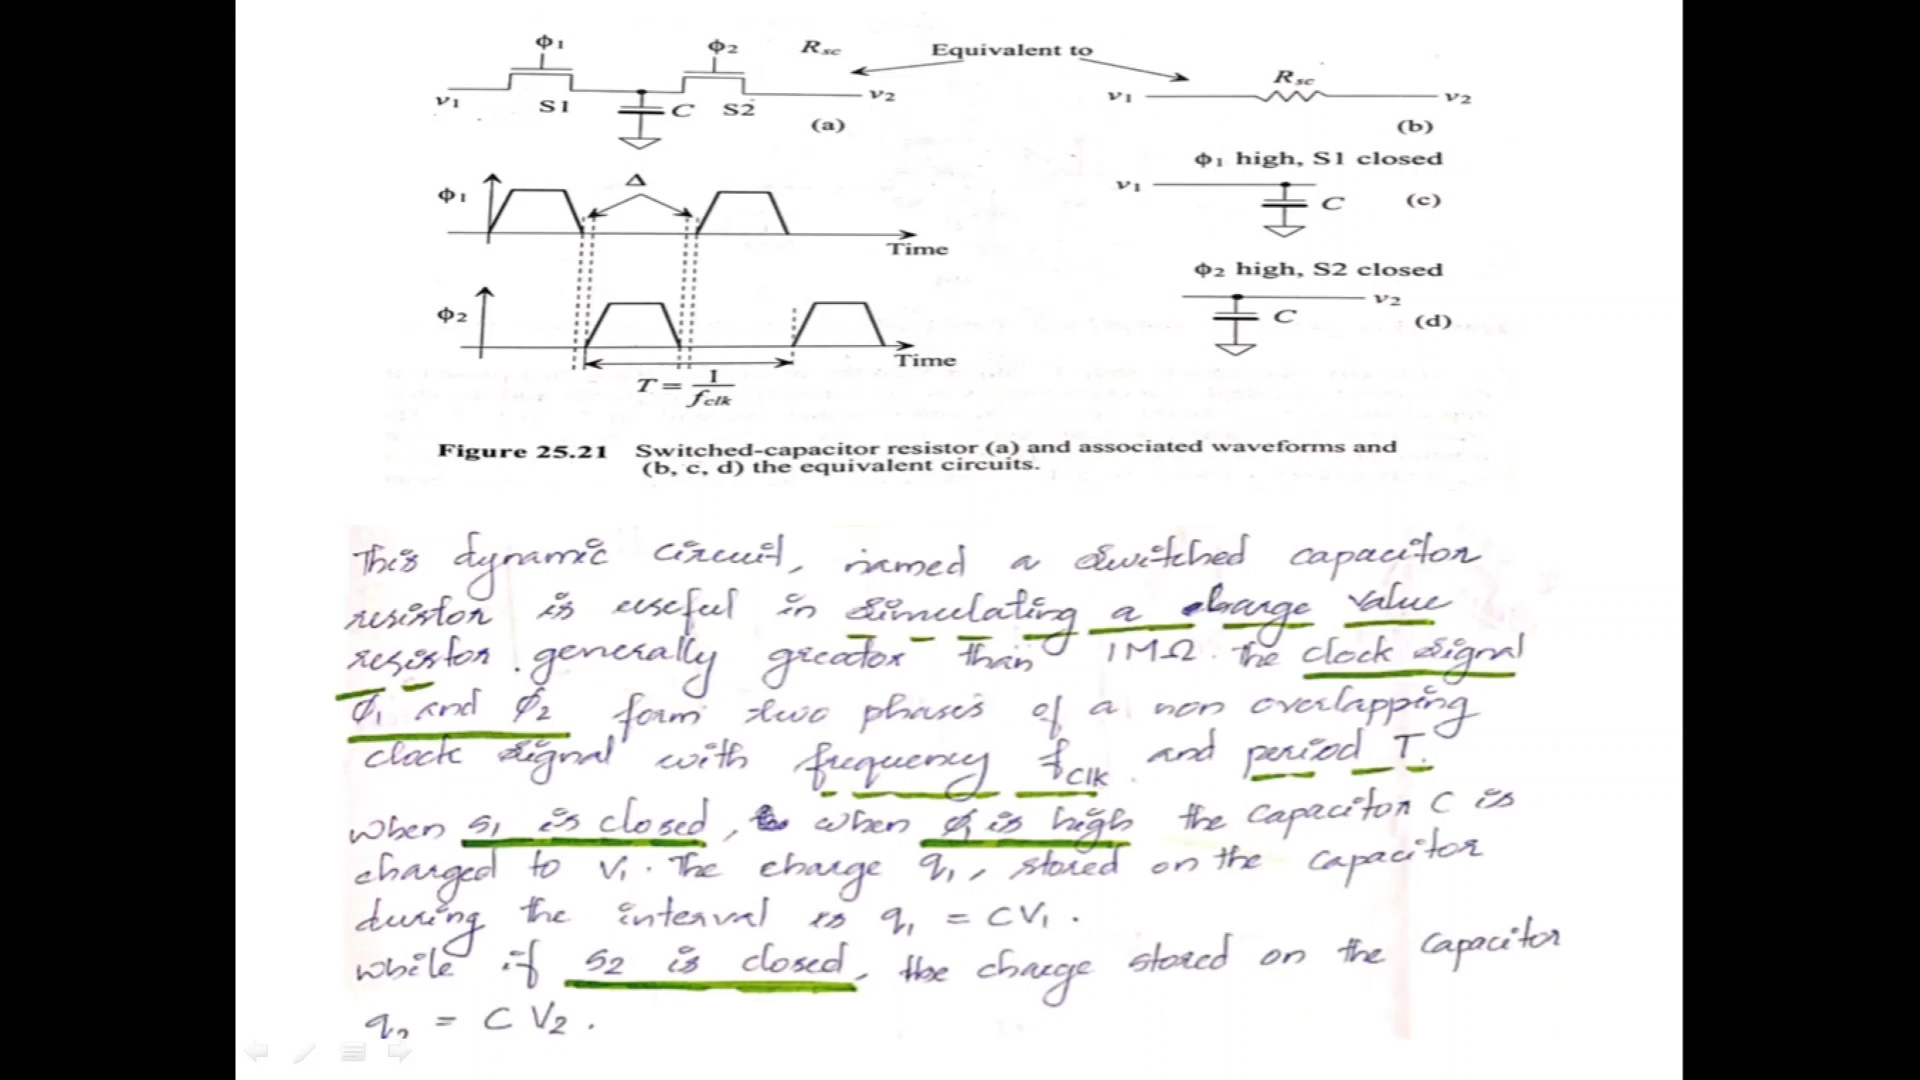 ϕ1 ϕ2 Rsc Equivalent to
v1 S1 C S2 v2
(a)
Rsc
v1 v2
(b)
ϕ1 high, S1 closed
v1 C (c)
ϕ2 high, S2 closed
v2
C (d)
ϕ1 Δ
Time
ϕ2
Time
T = 1/fclk
Figure 25.21 Switched-capacitor resistor (a) and associated waveforms and
(b, c, d) the equivalent circuits.
This dynamic circuit, named a switched capacitor
resistor is useful in simulating a large value
resistor. generally greator than 1MΩ. The clock signal
ϕ1 and ϕ2 form two phases of a non overlapping
clock signal with frequency fclk and period T.
when S1 is closed, when ϕ1 is high the capacitor C is
charged to V1. The charge q1, stored on the capacitor
during the interval is q1 = CV1.
while if S2 is closed, the charge stored on the capacitor
q2 = C V2.